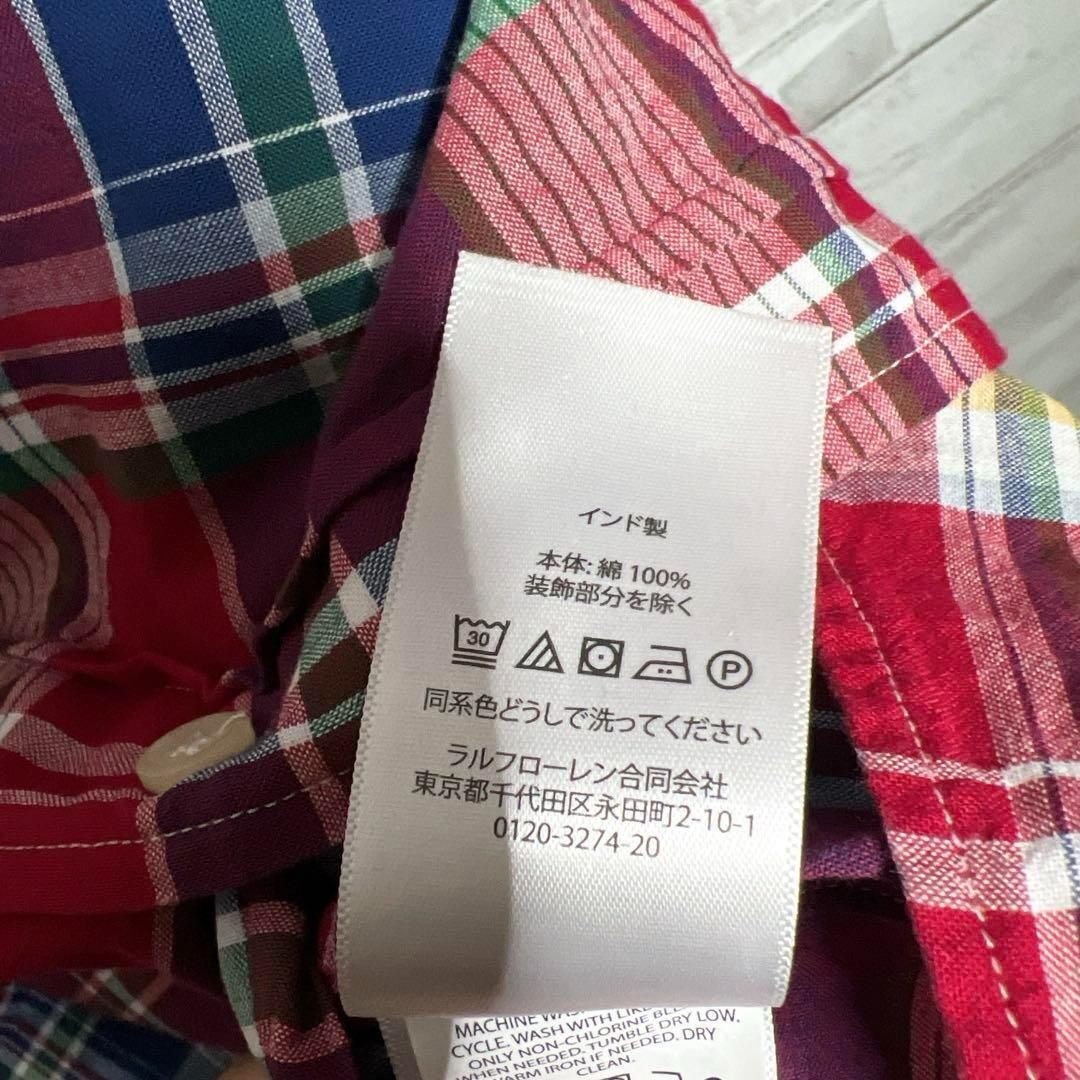 インド製
本体: 綿 100%
装飾部分を除く
30 P
同系色どうしで洗ってください
ラルフローレン合同会社
東京都千代田区永田町2-10-1
0120-3274-20
MACHINE WAS
CYCLE. WASH WITH LIK
ONLY NON-CHLORINE BLE
WHEN NEEDED. TUMBLE DRY LOW.
WARM IRON IF NEEDED. DRY